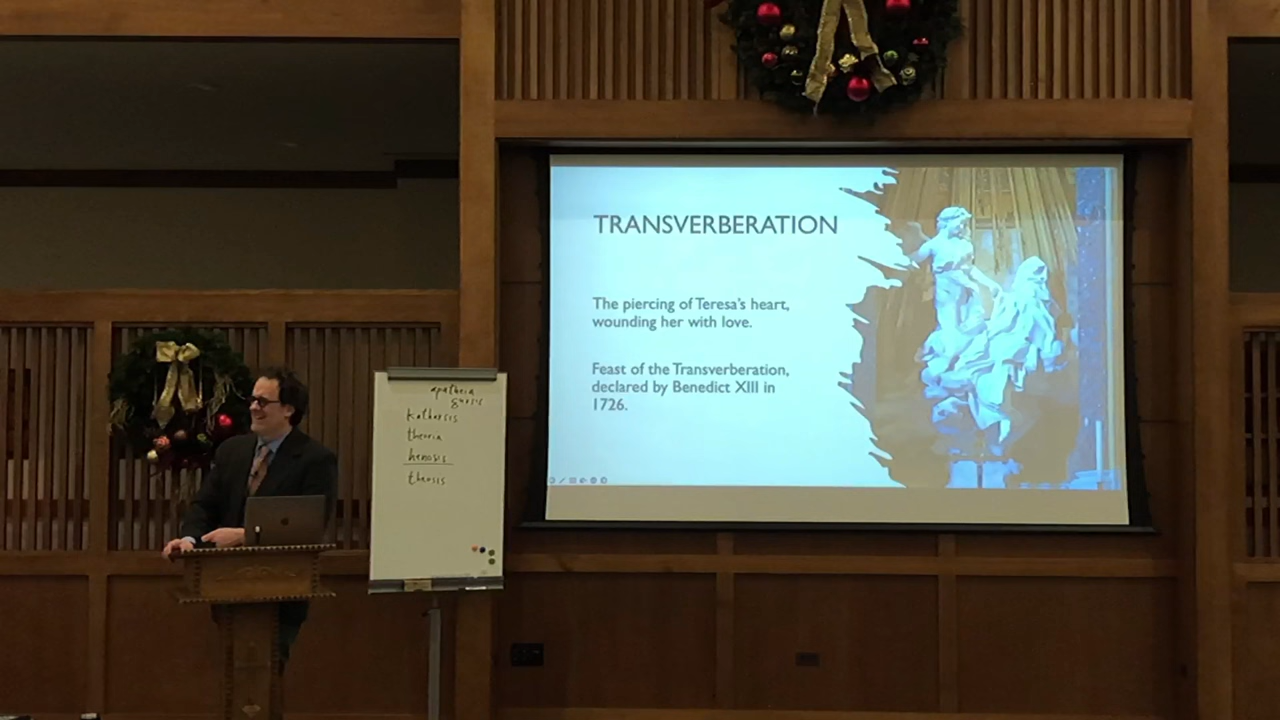 apatheia
gnosis
katharsis
theoria
henosis
theosis
TRANSVERBERATION
The piercing of Teresa's heart,
wounding her with love.
Feast of the Transverberation,
declared by Benedict XIII in
1726.